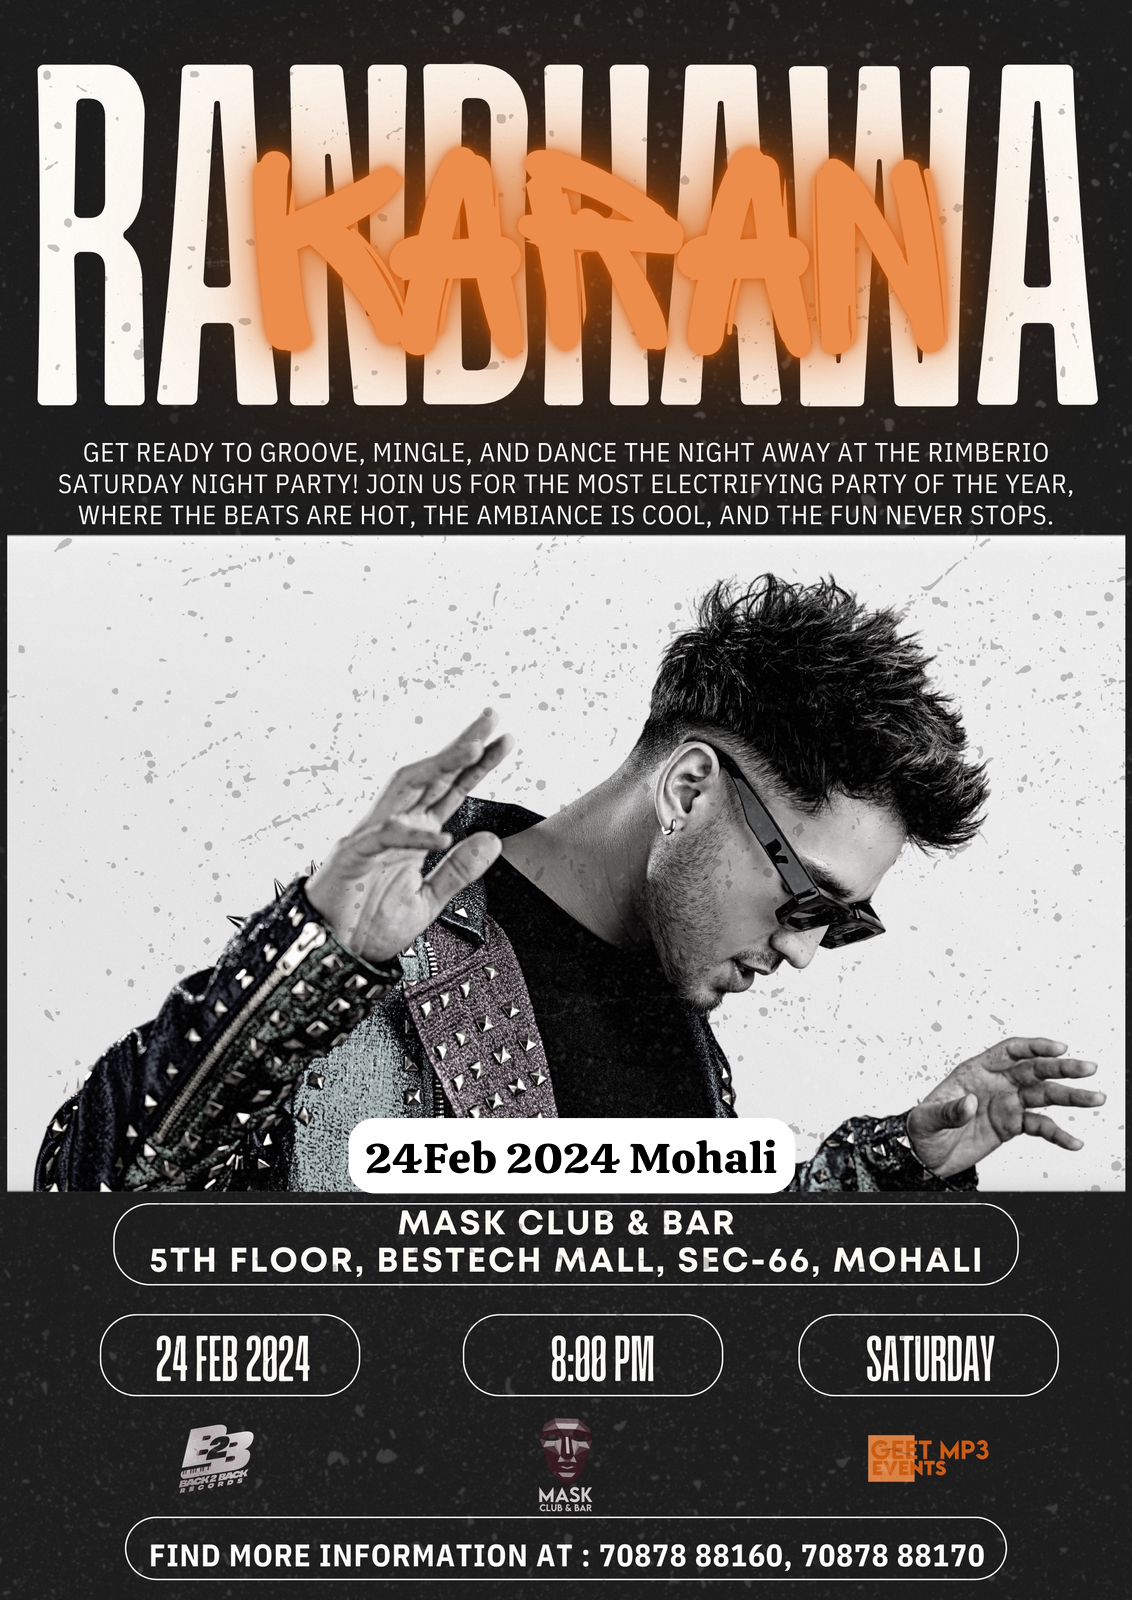 RANDHAWA
KARAN
GET READY TO GROOVE, MINGLE, AND DANCE THE NIGHT AWAY AT THE RIMBERIO
SATURDAY NIGHT PARTY! JOIN US FOR THE MOST ELECTRIFYING PARTY OF THE YEAR,
WHERE THE BEATS ARE HOT, THE AMBIANCE IS COOL, AND THE FUN NEVER STOPS.
24Feb 2024 Mohali
MASK CLUB & BAR
5TH FLOOR, BESTECH MALL, SEC-66, MOHALI
24 FEB 2024
8:00 PM
SATURDAY
B2B
BACK2BACK
RECORDS
MASK
CLUB & BAR
GEET MP3
EVENTS
FIND MORE INFORMATION AT : 70878 88160, 70878 88170